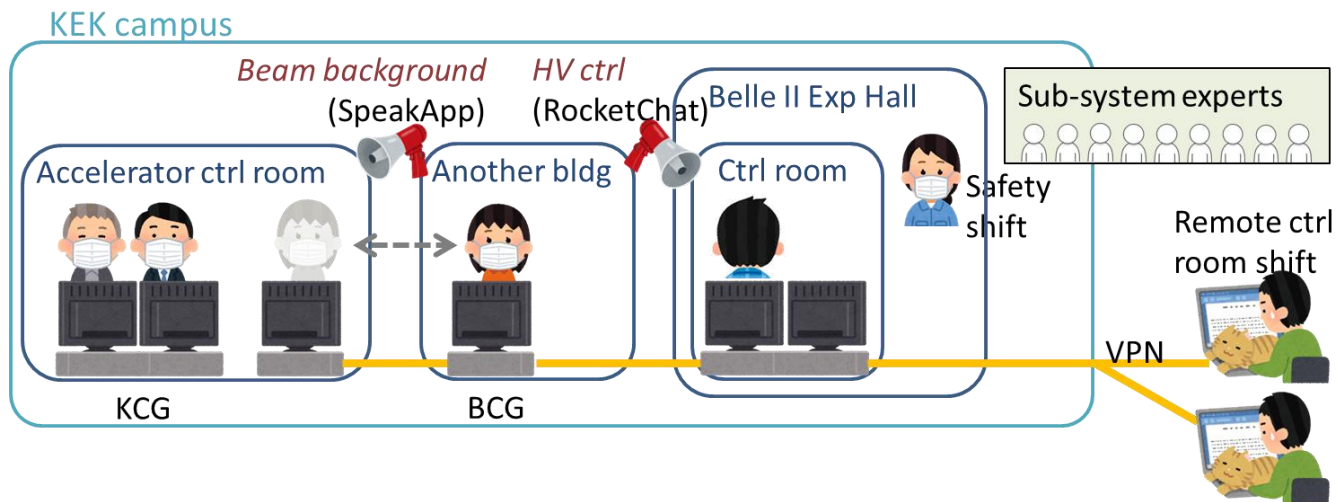 KEK campus
Beam background
(SpeakApp)
HV ctrl
(RocketChat)
Belle II Exp Hall
Sub-system experts
Accelerator ctrl room
Another bldg
Ctrl room
Safety
shift
Remote ctrl
room shift
VPN
KCG
BCG